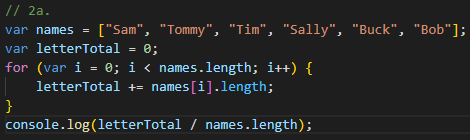 // 2a.
var names = ["Sam", "Tommy", "Tim", "Sally", "Buck", "Bob"];
var letterTotal = 0;
for (var i = 0; i < names.length; i++) {
    letterTotal += names[i].length;
}
console.log(letterTotal / names.length);